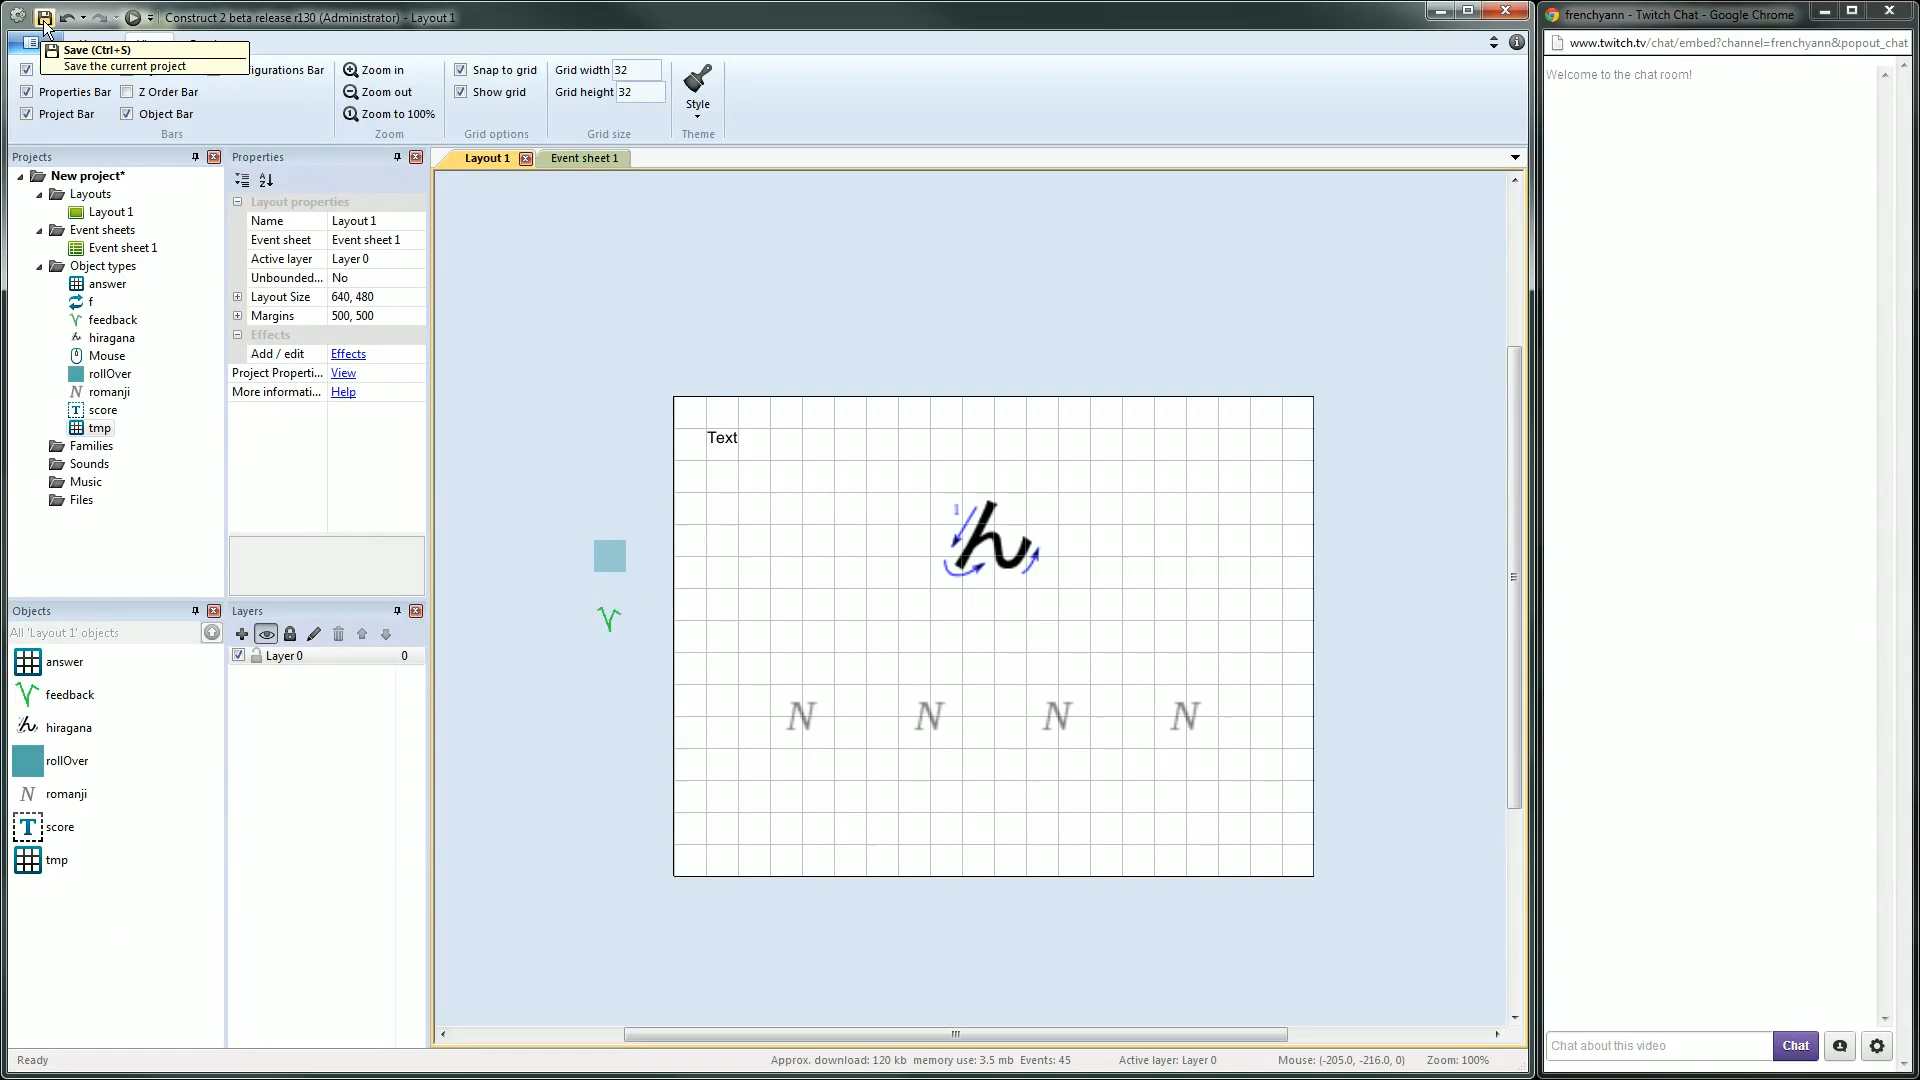 Construct 2 beta release r130 (Administrator) - Layout 1
Save (Ctrl+S)
Save the current project
igurations Bar
Properties Bar
Z Order Bar
Project Bar
Object Bar
Bars
Zoom in
Zoom out
Zoom to 100%
Zoom
Snap to grid
Show grid
Grid options
Grid width 32
Grid height 32
Grid size
Style
Theme
Projects
New project*
Layouts
Layout 1
Event sheets
Event sheet 1
Object types
answer
f
feedback
hiragana
Mouse
rollOver
romanji
score
tmp
Families
Sounds
Music
Files
Properties
Layout properties
Name Layout 1
Event sheet Event sheet 1
Active layer Layer 0
Unbounded... No
Layout Size 640, 480
Margins 500, 500
Effects
Add / edit Effects
Project Properti... View
More informati... Help
Objects
All 'Layout 1' objects
answer
feedback
hiragana
rollOver
romanji
score
tmp
Layers
Layer 0 0
Layout 1
Event sheet 1
Text
1
ん
N N N N
Ready
Approx. download: 120 kb memory use: 3.5 mb Events: 45
Active layer: Layer 0
Mouse: (-205.0, -216.0, 0)
Zoom: 100%
frenchyann - Twitch Chat - Google Chrome
www.twitch.tv/chat/embed?channel=frenchyann&popout_chat
Welcome to the chat room!
Chat about this video
Chat